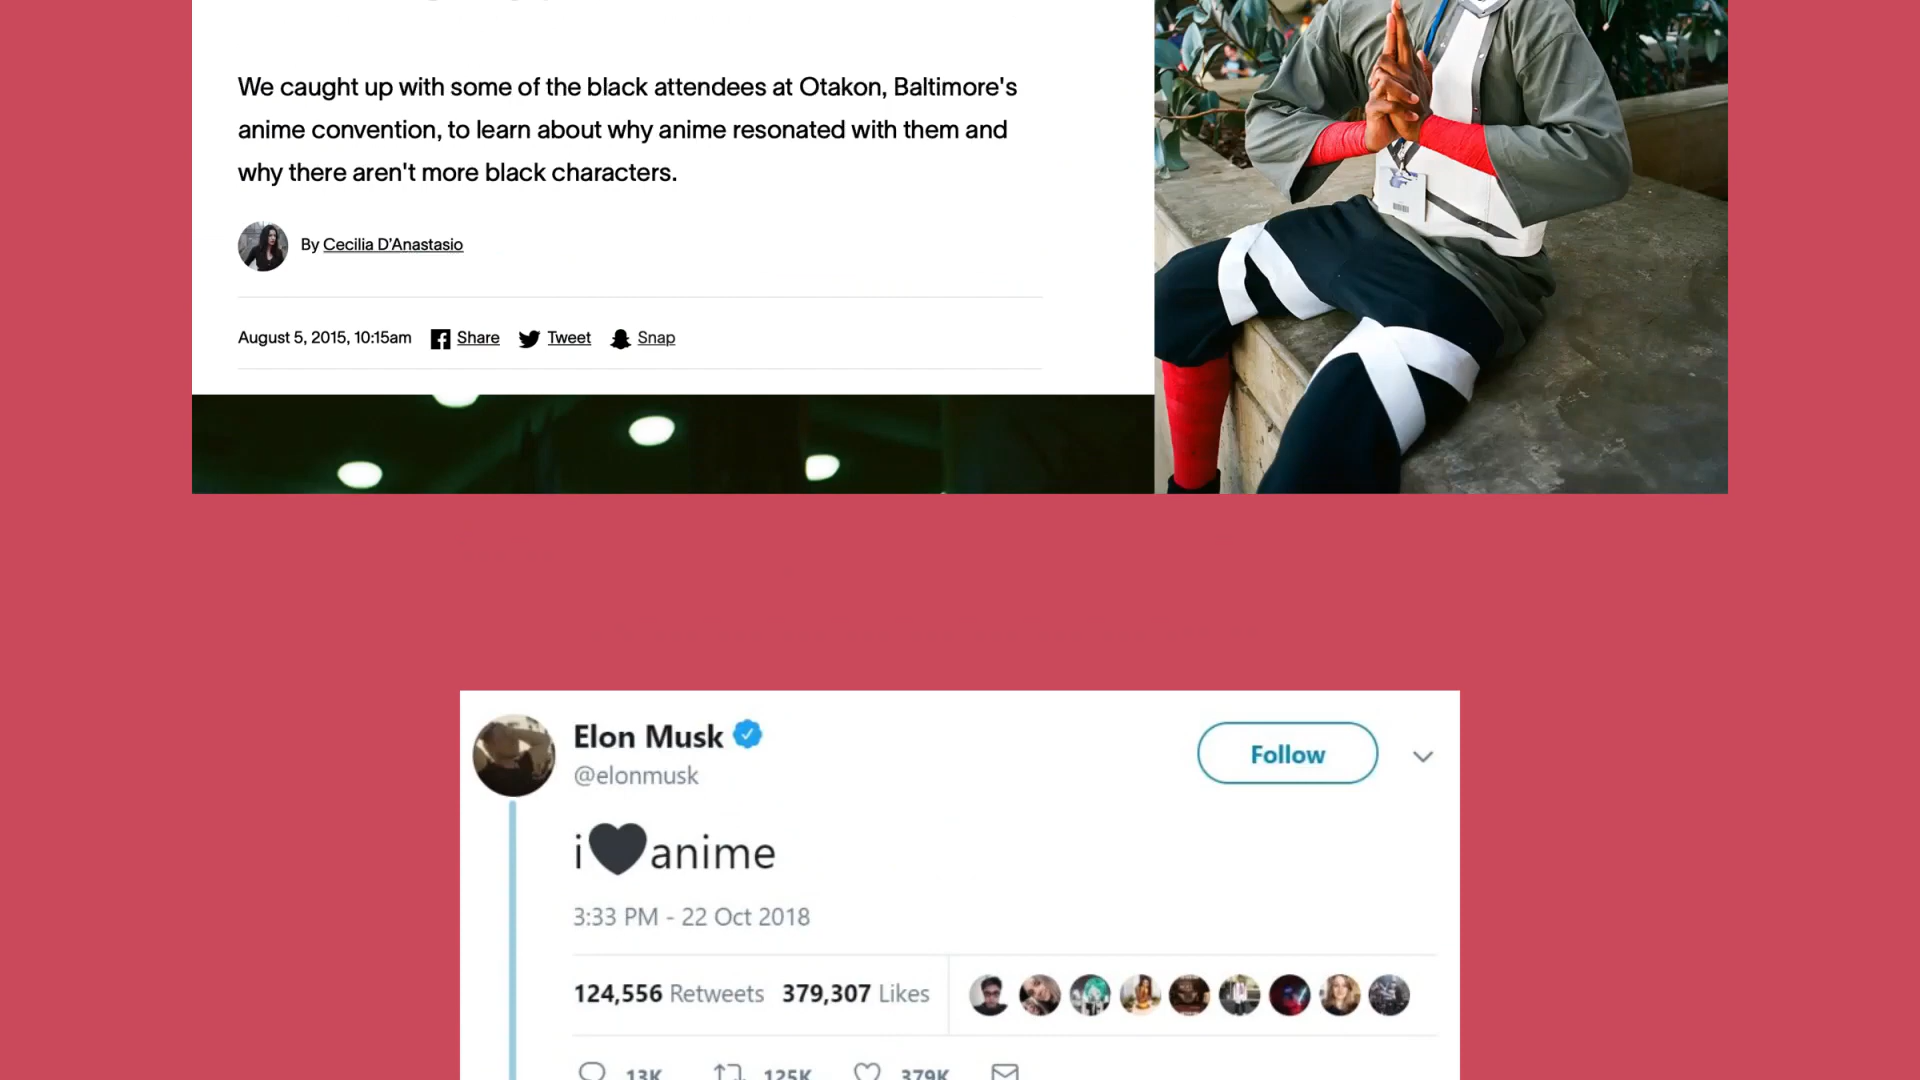 We caught up with some of the black attendees at Otakon, Baltimore's
anime convention, to learn about why anime resonated with them and
why there aren't more black characters.
By Cecilia D'Anastasio
August 5, 2015, 10:15am Share Tweet Snap
Elon Musk
@elonmusk
Follow
i🖤anime
3:33 PM - 22 Oct 2018
124,556 Retweets 379,307 Likes
13K 125K 379K